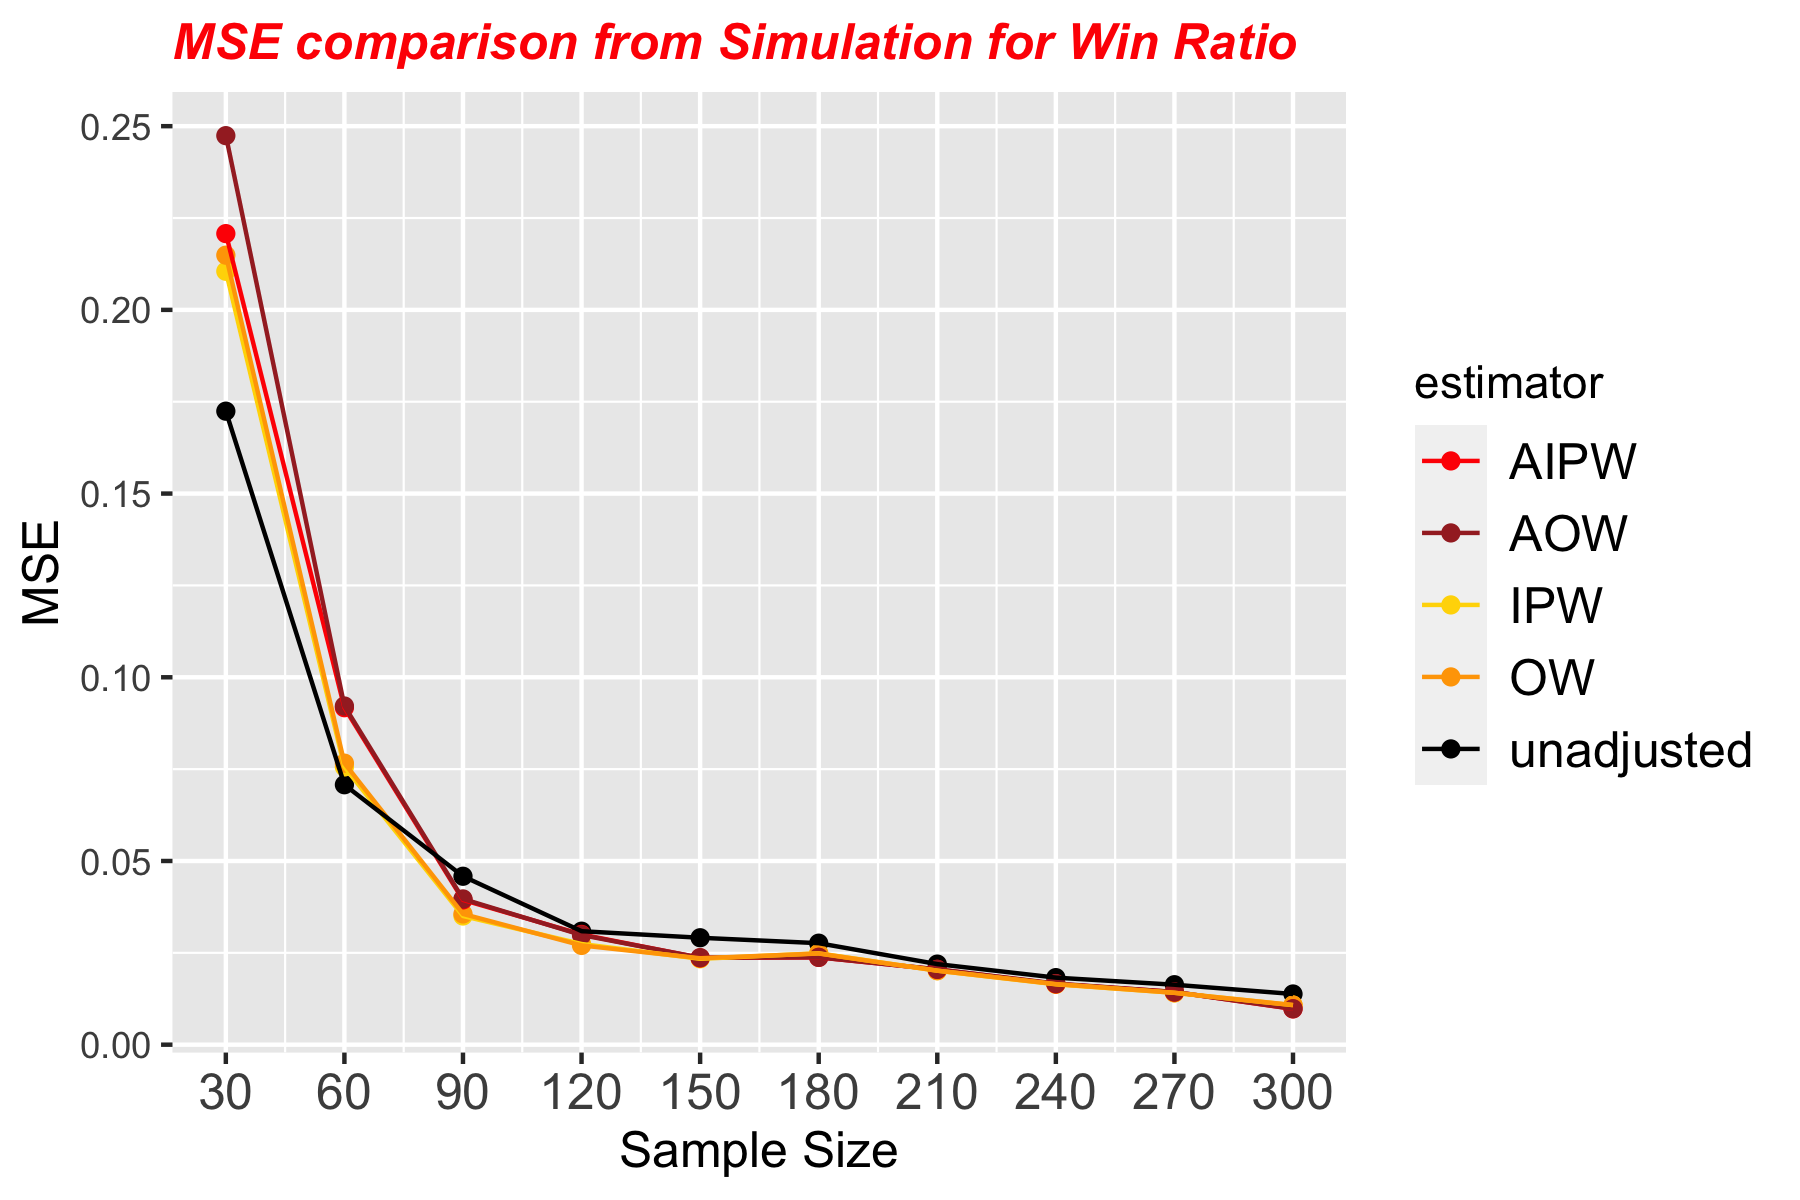 MSE comparison from Simulation for Win Ratio
0.25
0.20
0.15
0.10
0.05
0.00
MSE
30 60 90 120 150 180 210 240 270 300
Sample Size
estimator
AIPW
AOW
IPW
OW
unadjusted